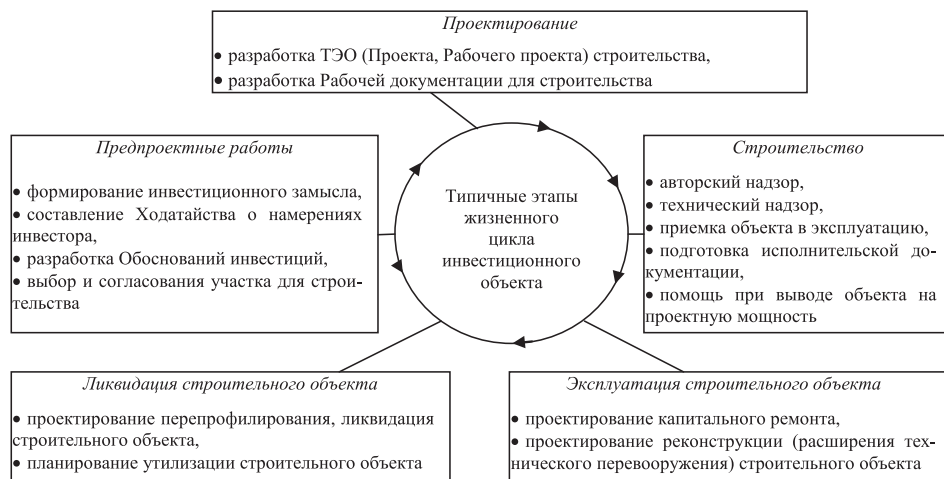 Проектирование
• разработка ТЭО (Проекта, Рабочего проекта) строительства,
• разработка Рабочей документации для строительства
Предпроектные работы
• формирование инвестиционного замысла,
• составление Ходатайства о намерениях
инвестора,
• разработка Обоснований инвестиций,
• выбор и согласования участка для строи-
тельства
Типичные этапы
жизненного
цикла
инвестиционного
объекта
Строительство
• авторский надзор,
• технический надзор,
• приемка объекта в эксплуатацию,
• подготовка исполнительской до-
кументации,
• помощь при выводе объекта на
проектную мощность
Ликвидация строительного объекта
• проектирование перепрофилирования, ликвидация
строительного объекта,
• планирование утилизации строительного объекта
Эксплуатация строительного объекта
• проектирование капитального ремонта,
• проектирование реконструкции (расширения тех-
нического перевооружения) строительного объекта